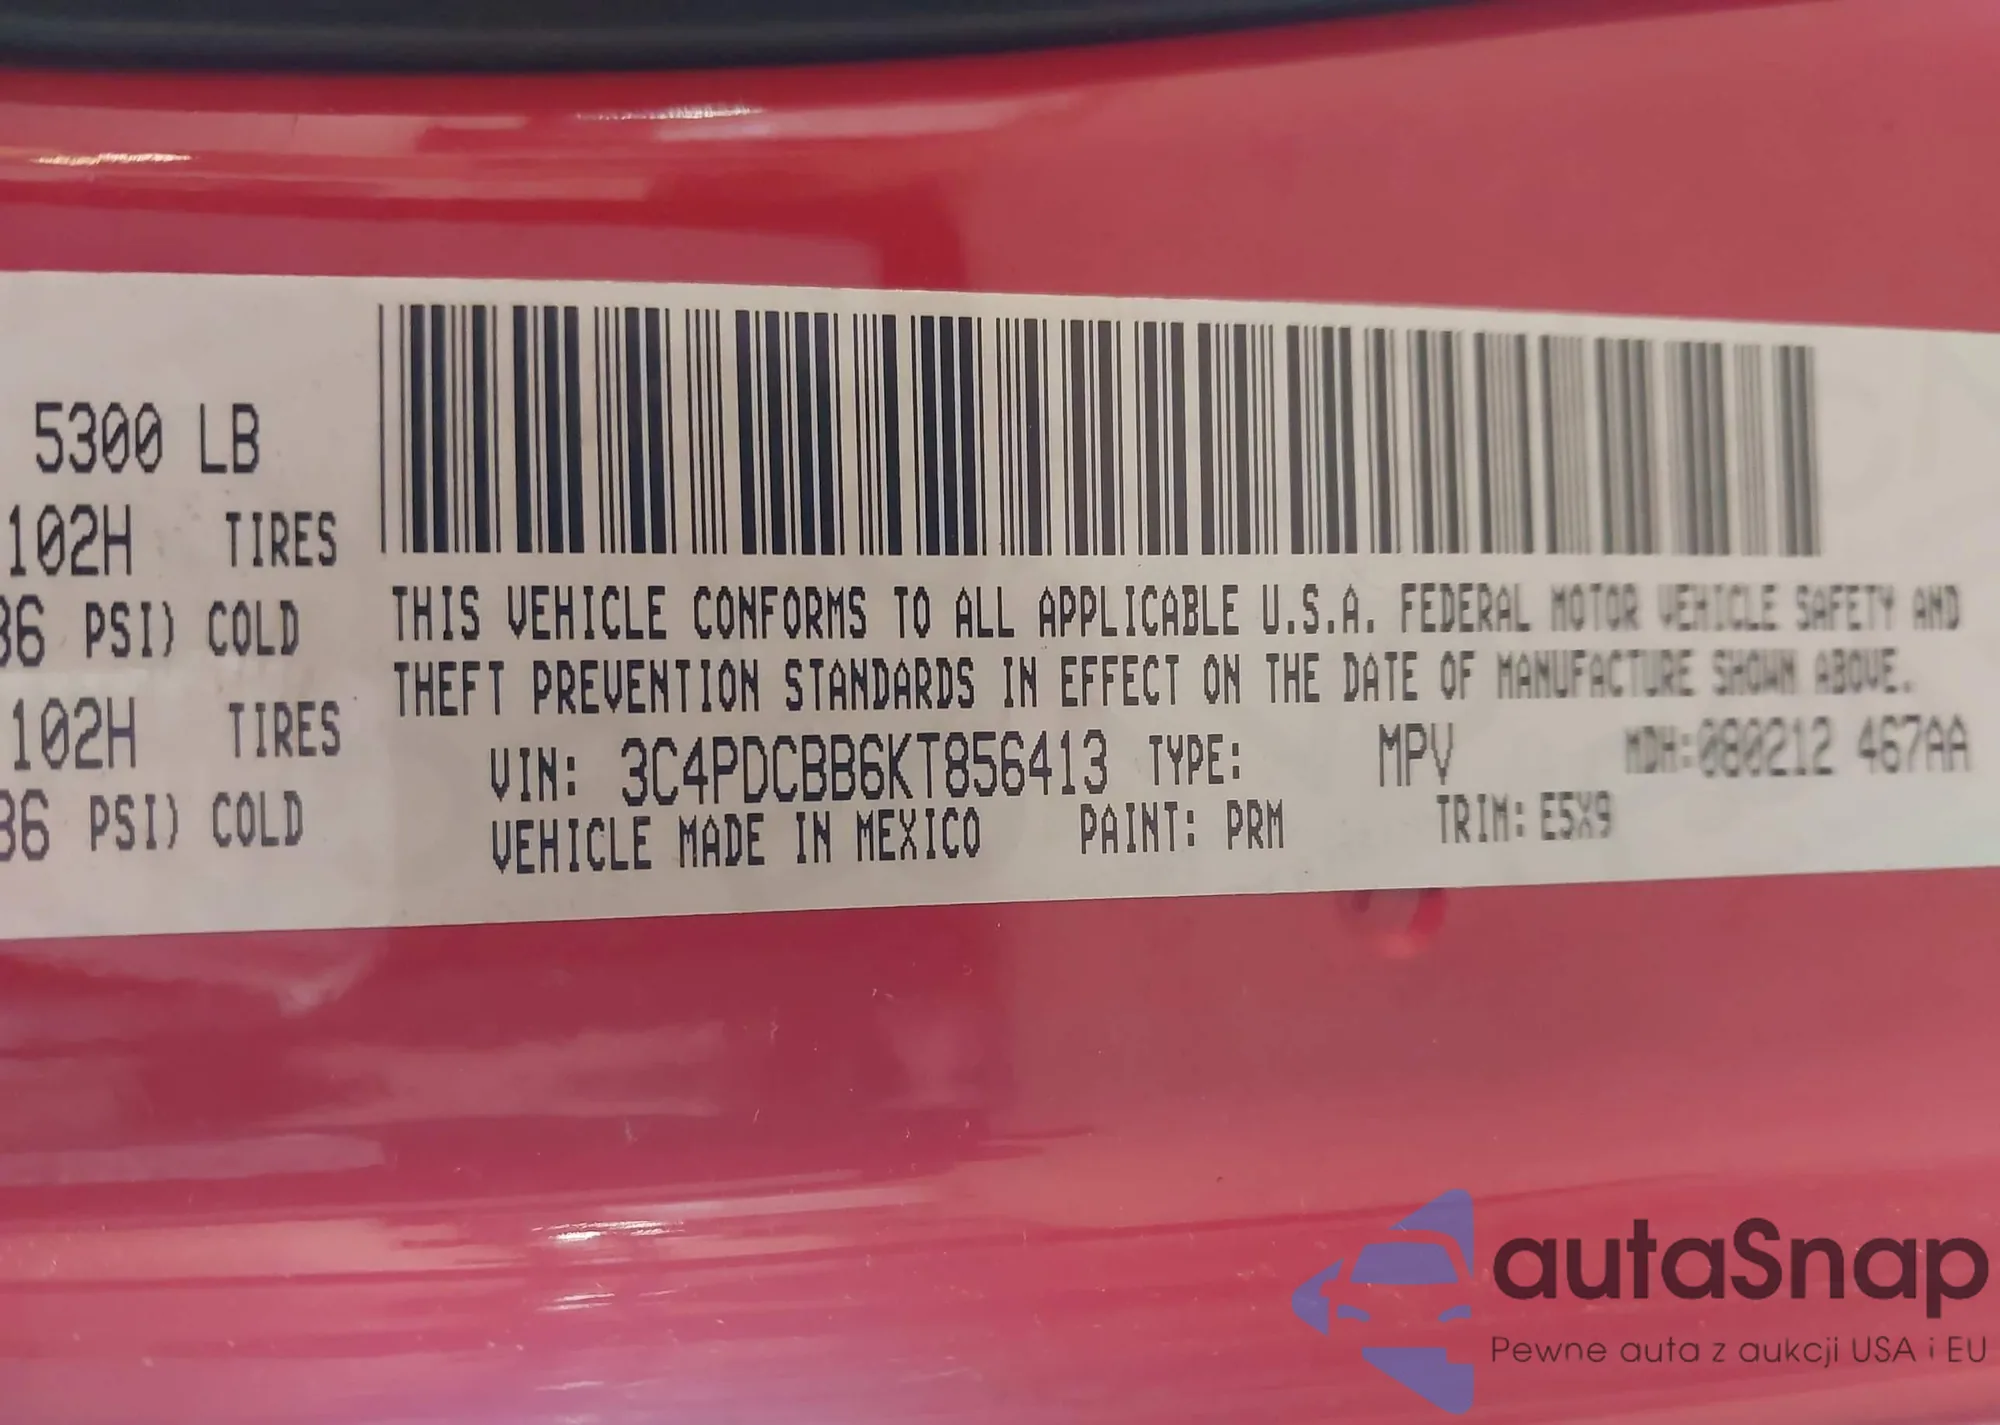 5300 LB
102H TIRES
36 PSI) COLD
102H TIRES
36 PSI) COLD
THIS VEHICLE CONFORMS TO ALL APPLICABLE U.S.A. FEDERAL MOTOR VEHICLE SAFETY AND
THEFT PREVENTION STANDARDS IN EFFECT ON THE DATE OF MANUFACTURE SHOWN ABOVE.
VIN: 3C4PDCBB6KT856413 TYPE: MPV MDH:080212 467AA
VEHICLE MADE IN MEXICO PAINT: PRM TRIM: E5X9
autaSnap
Pewne auta z aukcji USA i EU